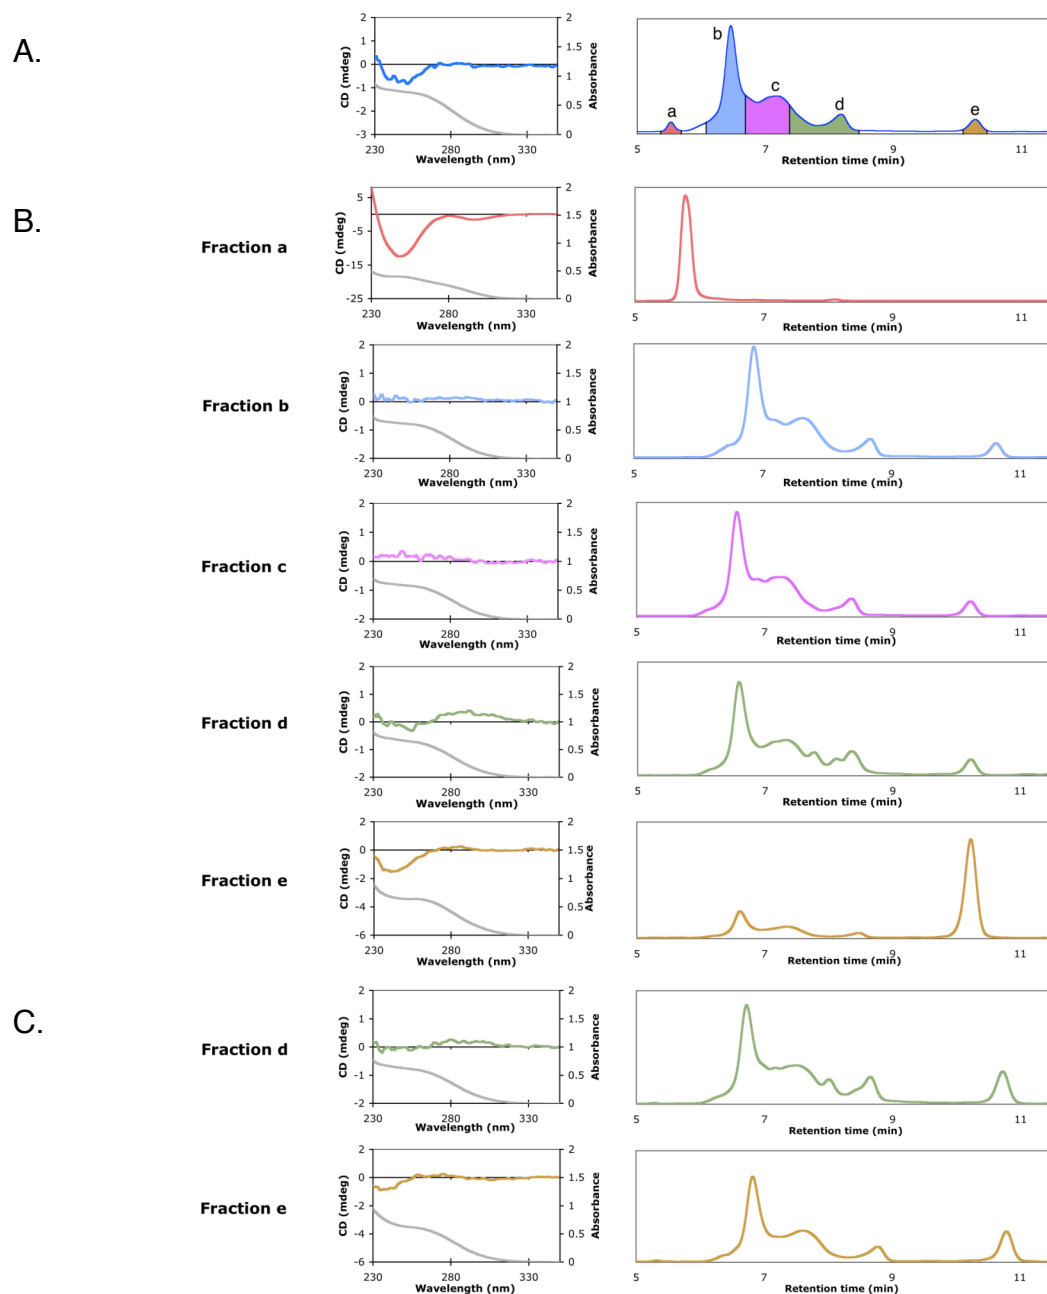 A.
CD (mdeg)
2
1
0
-1
-2
-3
230
280
330
Wavelength (nm)
2
1.5
1
0.5
0
Absorbance
a
b
c
d
e
5
7
9
11
Retention time (min)
B.
Fraction a
CD (mdeg)
5
-5
-15
-25
230
280
330
Wavelength (nm)
2
1.5
1
0.5
0
Absorbance
5
7
9
11
Retention time (min)
Fraction b
CD (mdeg)
2
1
0
-1
-2
230
280
330
Wavelength (nm)
2
1.5
1
0.5
0
Absorbance
5
7
9
11
Retention time (min)
Fraction c
CD (mdeg)
2
1
0
-1
-2
230
280
330
Wavelength (nm)
2
1.5
1
0.5
0
Absorbance
5
7
9
11
Retention time (min)
Fraction d
CD (mdeg)
2
1
0
-1
-2
230
280
330
Wavelength (nm)
2
1.5
1
0.5
0
Absorbance
5
7
9
11
Retention time (min)
Fraction e
CD (mdeg)
2
0
-2
-4
-6
230
280
330
Wavelength (nm)
2
1.5
1
0.5
0
Absorbance
5
7
9
11
Retention time (min)
C.
Fraction d
CD (mdeg)
2
1
0
-1
-2
230
280
330
Wavelength (nm)
2
1.5
1
0.5
0
Absorbance
5
7
9
11
Retention time (min)
Fraction e
CD (mdeg)
2
0
-2
-4
-6
230
280
330
Wavelength (nm)
2
1.5
1
0.5
0
Absorbance
5
7
9
11
Retention time (min)